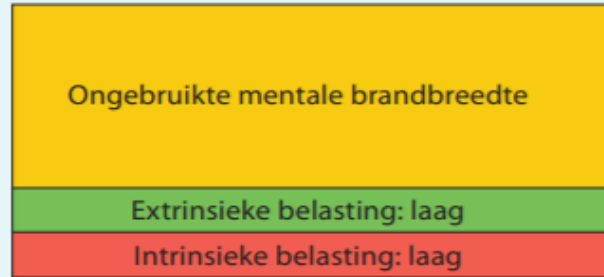 Ongebruikte mentale brandbreedte
Extrinsieke belasting: laag
Intrinsieke belasting: laag